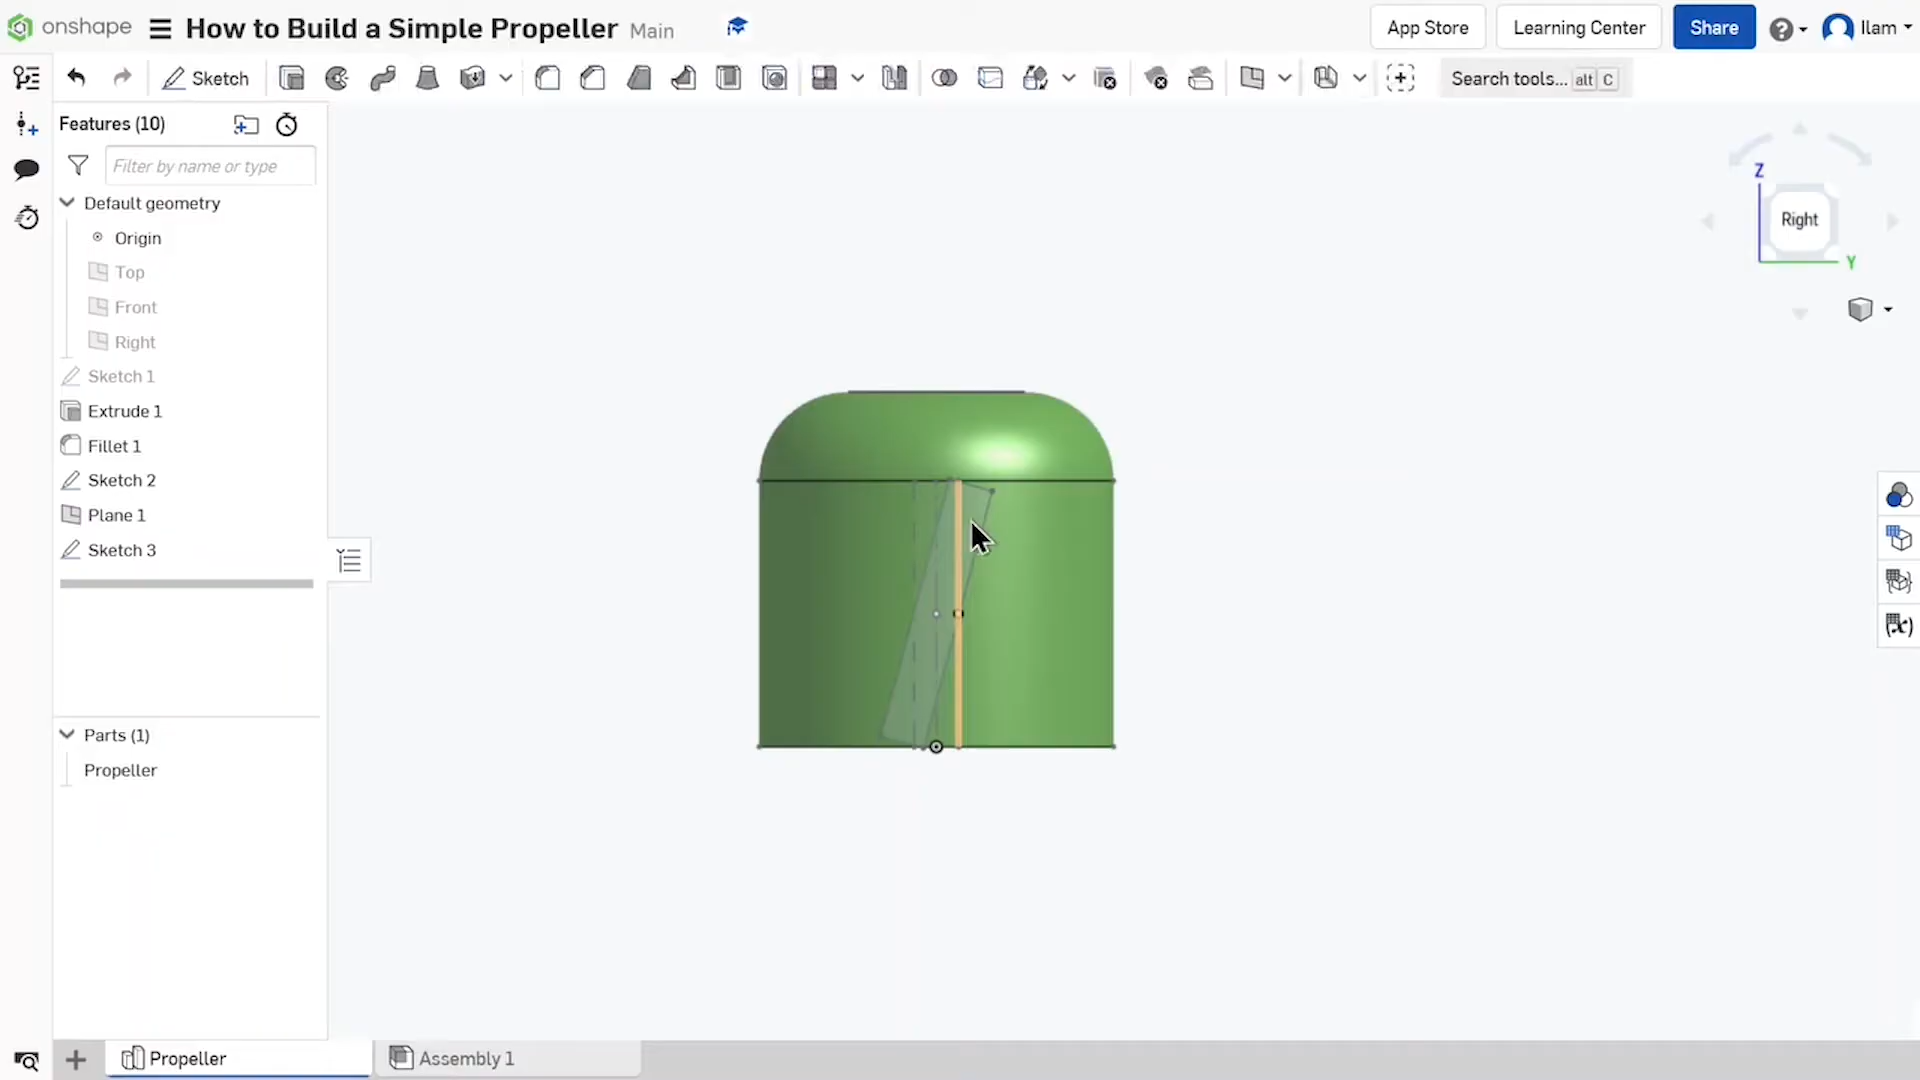 onshape How to Build a Simple Propeller Main App Store Learning Center Share Ilam
Sketch Search tools... alt C
Features (10)
Filter by name or type
Default geometry
Origin
Top
Front
Right
Sketch 1
Extrude 1
Fillet 1
Sketch 2
Plane 1
Sketch 3
Parts (1)
Propeller
Z
Right
Y
Propeller Assembly 1